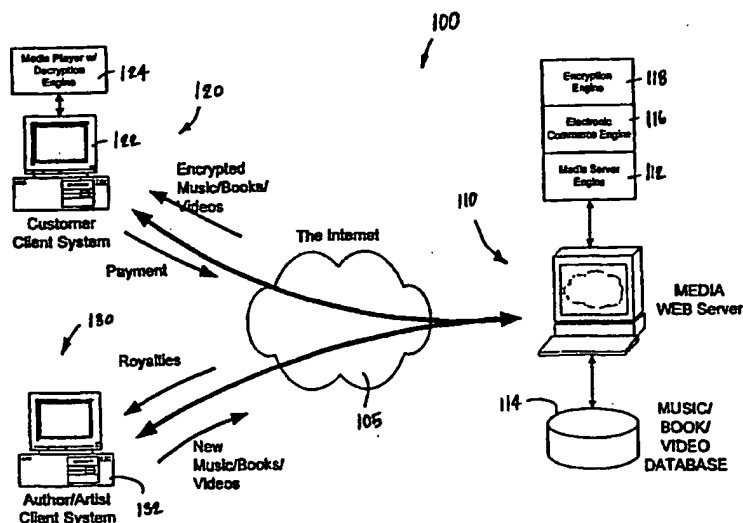 100
Media Player w/
Decryption
Engine
124
120
122
Customer
Client System
Encrypted
Music/Books/
Videos
Payment
The Internet
105
130
Royalties
New
Music/Books/
Videos
132
Author/Artist
Client System
Encryption
Engine
118
Electronic
Commerce Engine
116
Media Server
Engine
112
110
MEDIA
WEB Server
114
MUSIC/
BOOK/
VIDEO
DATABASE